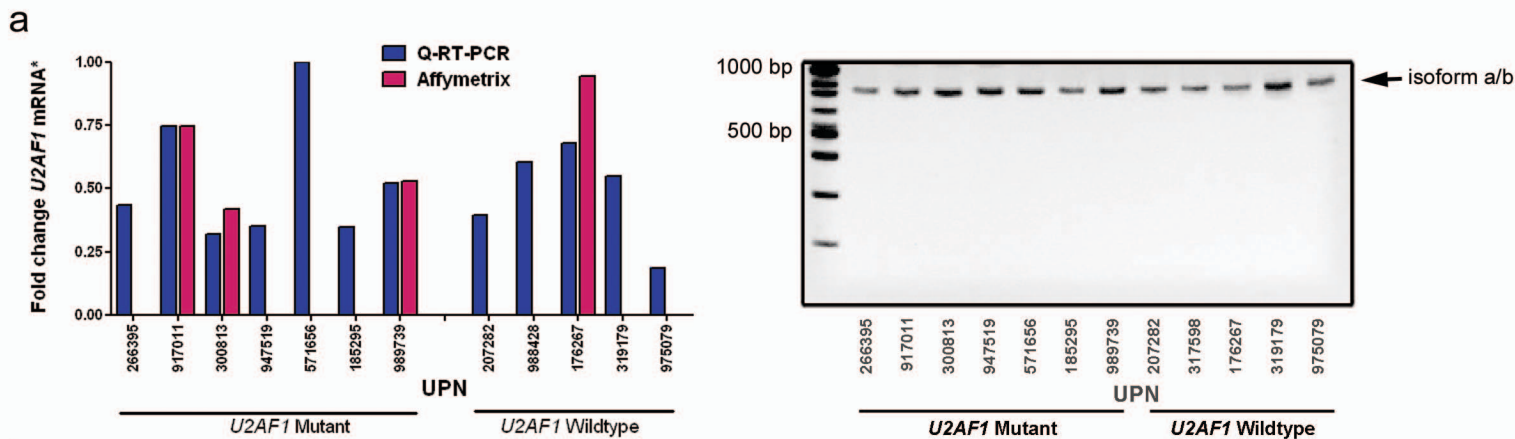 a
Q-RT-PCR
Affymetrix
Fold change U2AF1 mRNA*
1.00
0.75
0.50
0.25
0.00
266395
917011
300813
947519
571656
185295
989739
207282
988428
176267
319179
975079
UPN
U2AF1 Mutant
U2AF1 Wildtype
1000 bp
500 bp
isoform a/b
266395
917011
300813
947519
571656
185295
989739
207282
317598
176267
319179
975079
UPN
U2AF1 Mutant
U2AF1 Wildtype